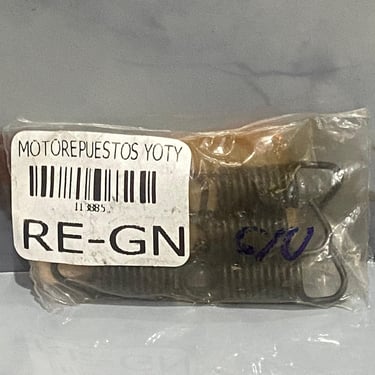 MOTOREPUESTOS YOTY
113885
RE-GN
C/U